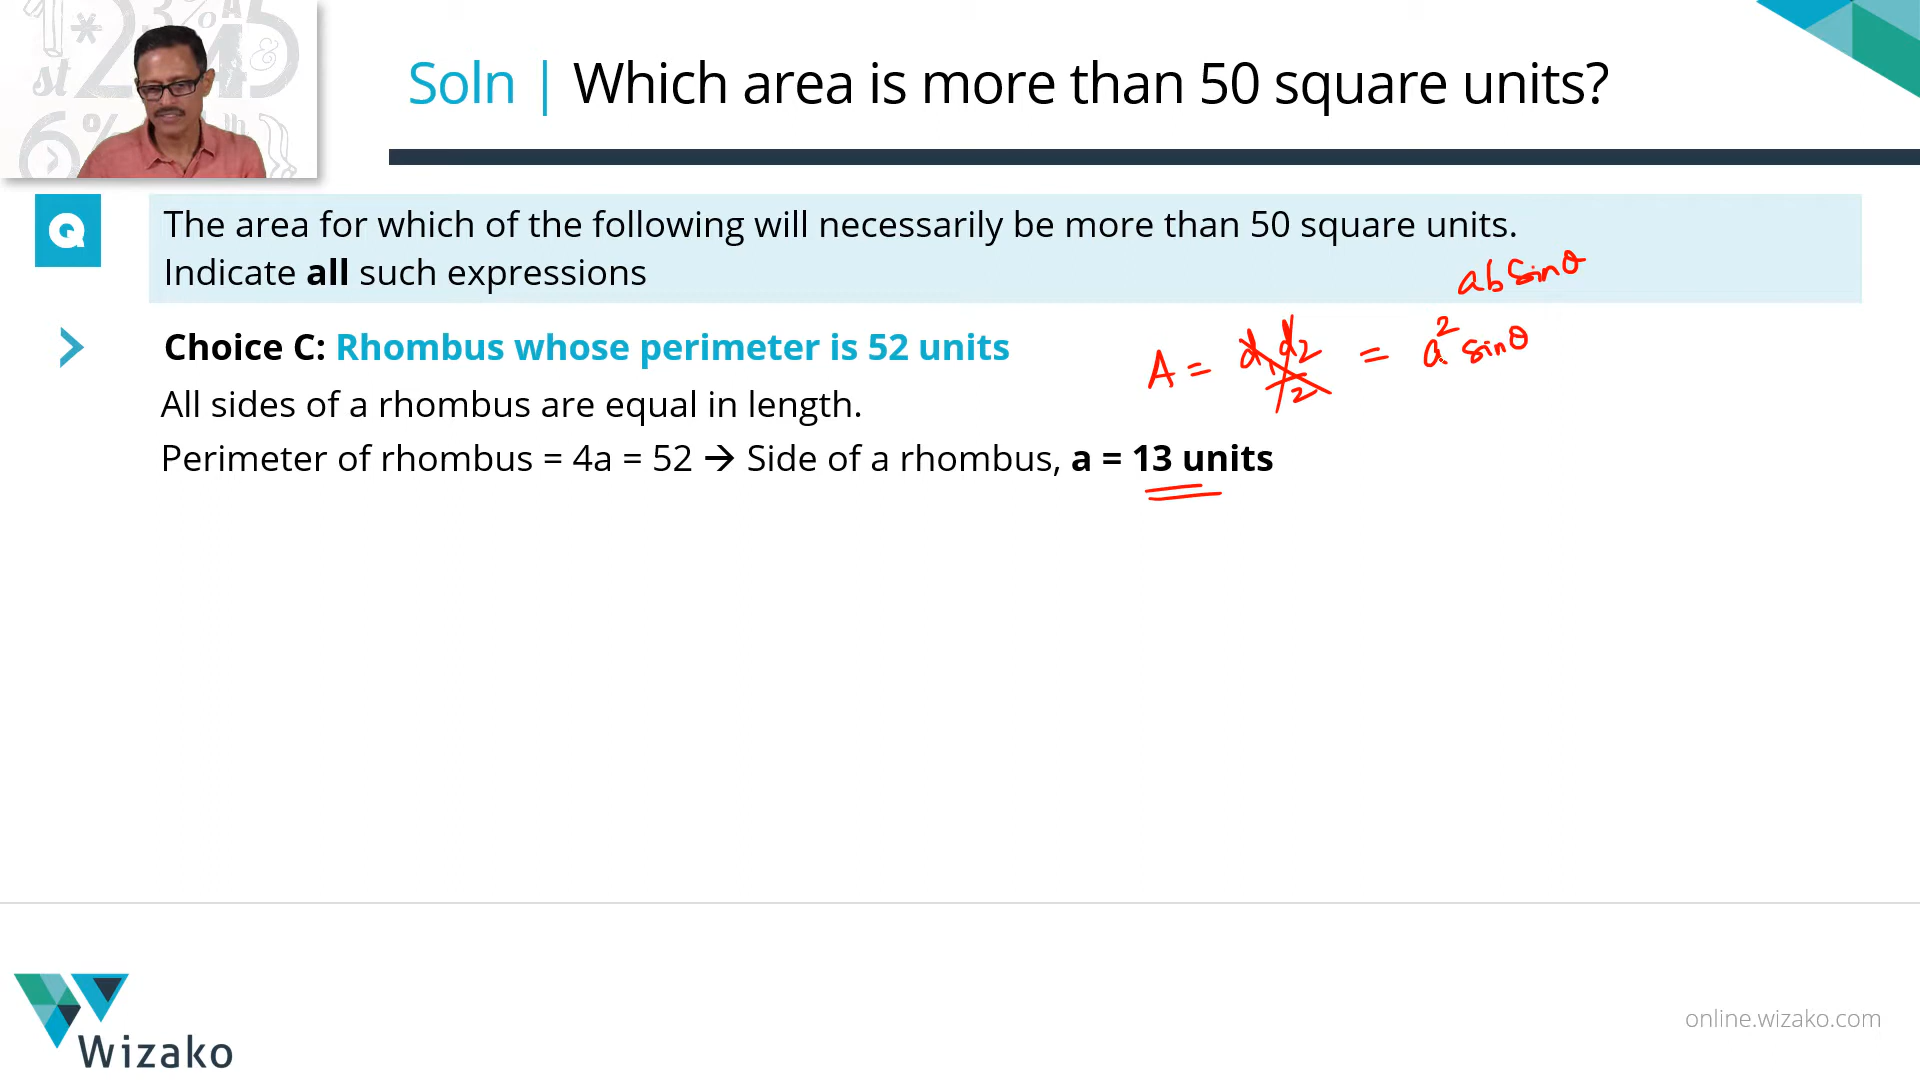 Soln | Which area is more than 50 square units?
Q
The area for which of the following will necessarily be more than 50 square units.
Indicate all such expressions
ab sinθ
Choice C: Rhombus whose perimeter is 52 units
A = d₁d₂/2 = a² sinθ
All sides of a rhombus are equal in length.
Perimeter of rhombus = 4a = 52 → Side of a rhombus, a = 13 units
Wizako
online.wizako.com